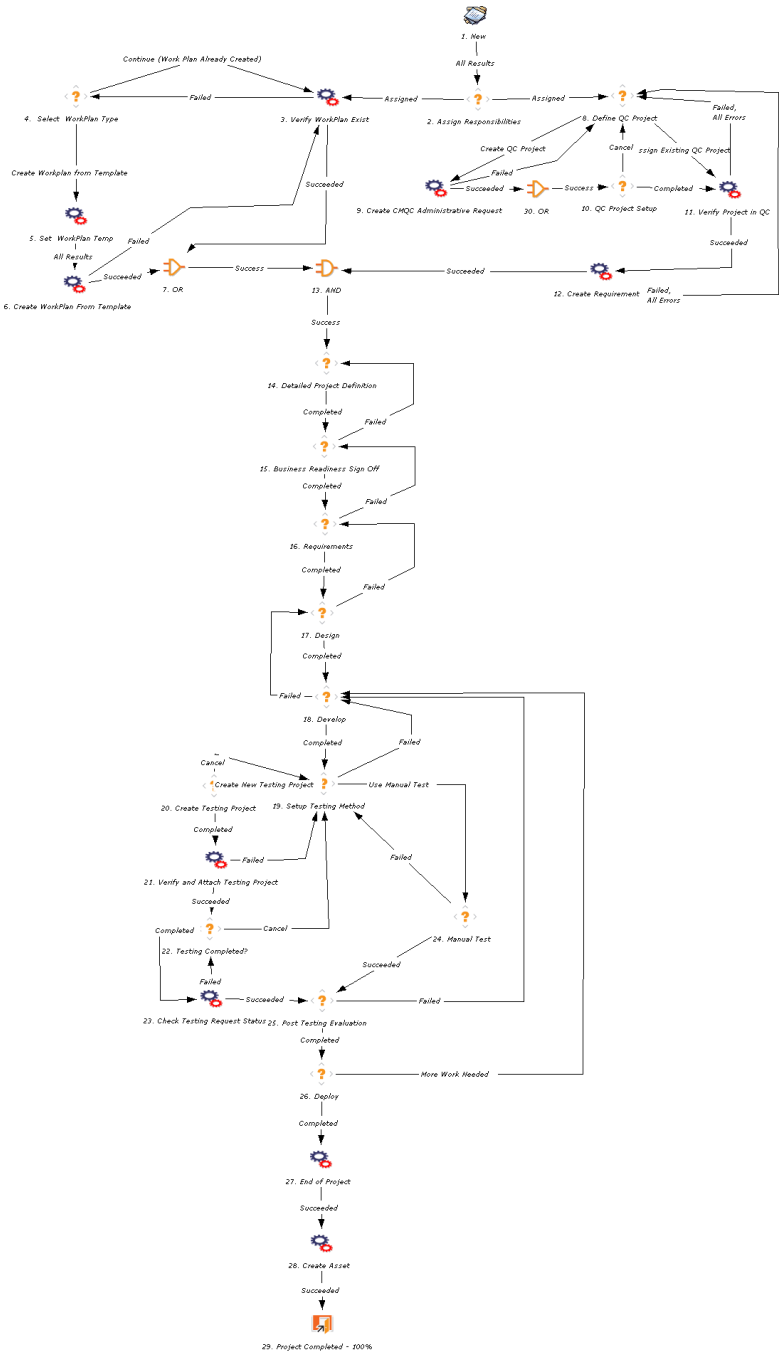 1. New
All Results
Continue (Work Plan Already Created)
Failed
Assigned
Assigned
Failed,
All Errors
4. Select WorkPlan Type
3. Verify WorkPlan Exist
2. Assign Responsibilities
8. Define QC Project
Create QC Project
Cancel
ssign Existing QC Project
Failed
Create Workplan from Template
Succeeded
Succeeded
Success
Completed
9. Create CMQC Administrative Request
30. OR
10. QC Project Setup
11. Verify Project in QC
5. Set WorkPlan Temp
Failed
Succeeded
All Results
Succeeded
Success
Succeeded
7. OR
13. AND
12. Create Requirement
Failed,
All Errors
6. Create WorkPlan From Template
Success
14. Detailed Project Definition
Completed
Failed
15. Business Readiness Sign Off
Completed
Failed
16. Requirements
Completed
Failed
17. Design
Completed
Failed
18. Develop
Completed
Failed
Cancel
Create New Testing Project
Use Manual Test
20. Create Testing Project
19. Setup Testing Method
Completed
Failed
Failed
21. Verify and Attach Testing Project
Succeeded
Completed
Cancel
24. Manual Test
22. Testing Completed?
Succeeded
Failed
Succeeded
Failed
23. Check Testing Request Status
25. Post Testing Evaluation
Completed
More Work Needed
26. Deploy
Completed
27. End of Project
Succeeded
28. Create Asset
Succeeded
29. Project Completed - 100%